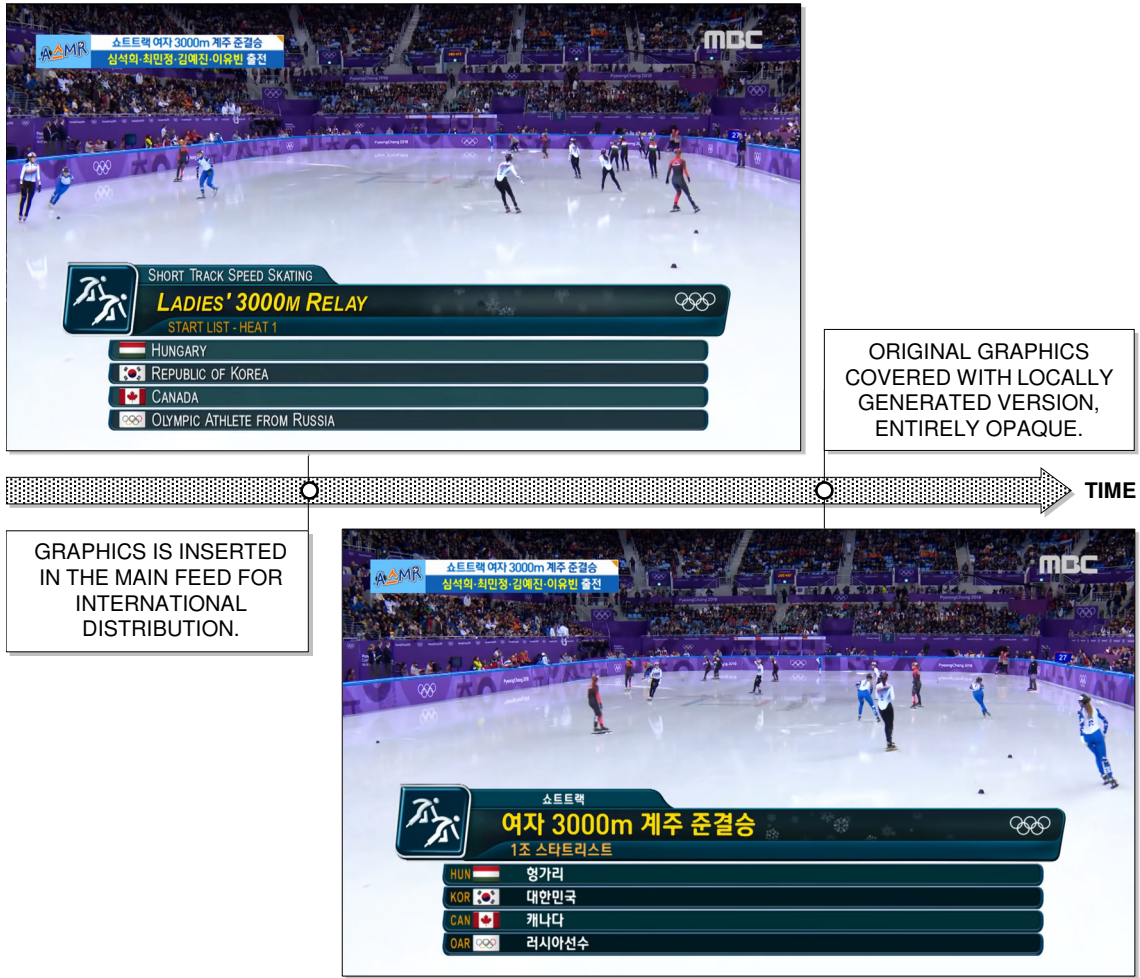 쇼트트랙 여자 3000m 계주 준결승
심석희·최민정·김예진·이유빈 출전
MBC
PyeongChang 2018
27
SHORT TRACK SPEED SKATING
LADIES' 3000M RELAY
START LIST - HEAT 1
HUNGARY
REPUBLIC OF KOREA
CANADA
OLYMPIC ATHLETE FROM RUSSIA
ORIGINAL GRAPHICS
COVERED WITH LOCALLY
GENERATED VERSION,
ENTIRELY OPAQUE.
TIME
GRAPHICS IS INSERTED
IN THE MAIN FEED FOR
INTERNATIONAL
DISTRIBUTION.
쇼트트랙 여자 3000m 계주 준결승
심석희·최민정·김예진·이유빈 출전
MBC
PyeongChang 2018
27
쇼트트랙
여자 3000m 계주 준결승
1조 스타트리스트
HUN 헝가리
KOR 대한민국
CAN 캐나다
OAR 러시아선수